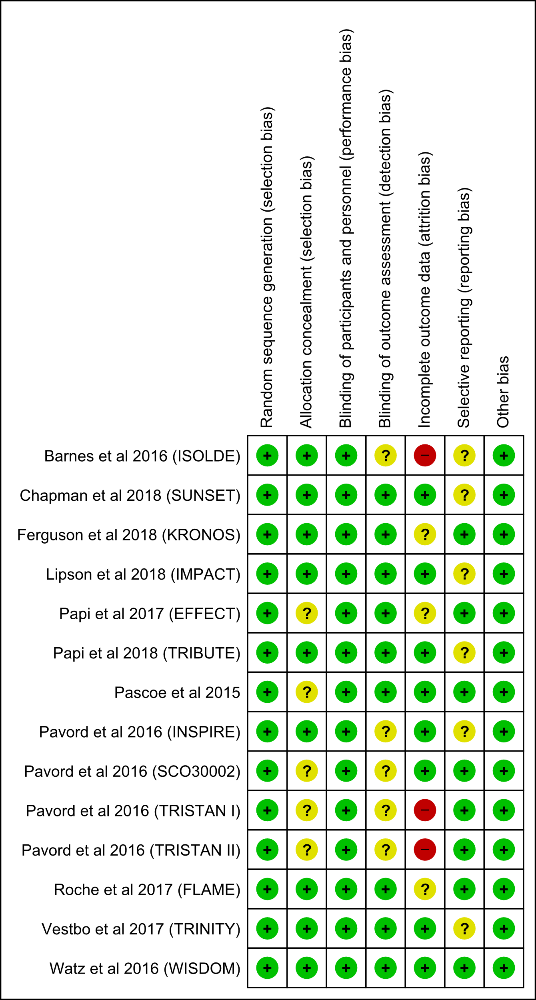 Random sequence generation (selection bias)
Allocation concealment (selection bias)
Blinding of participants and personnel (performance bias)
Blinding of outcome assessment (detection bias)
Incomplete outcome data (attrition bias)
Selective reporting (reporting bias)
Other bias
Barnes et al 2016 (ISOLDE) + + + ? − ? +
Chapman et al 2018 (SUNSET) + + + + + ? +
Ferguson et al 2018 (KRONOS) + + + + ? + +
Lipson et al 2018 (IMPACT) + + + + + ? +
Papi et al 2017 (EFFECT) + ? + + ? + +
Papi et al 2018 (TRIBUTE) + + + + + ? +
Pascoe et al 2015 + ? + + + + +
Pavord et al 2016 (INSPIRE) + + + ? + ? +
Pavord et al 2016 (SCO30002) + ? + ? + + +
Pavord et al 2016 (TRISTAN I) + ? + ? − + +
Pavord et al 2016 (TRISTAN II) + ? + ? − + +
Roche et al 2017 (FLAME) + + + + ? + +
Vestbo et al 2017 (TRINITY) + + + + + ? +
Watz et al 2016 (WISDOM) + + + + + + +